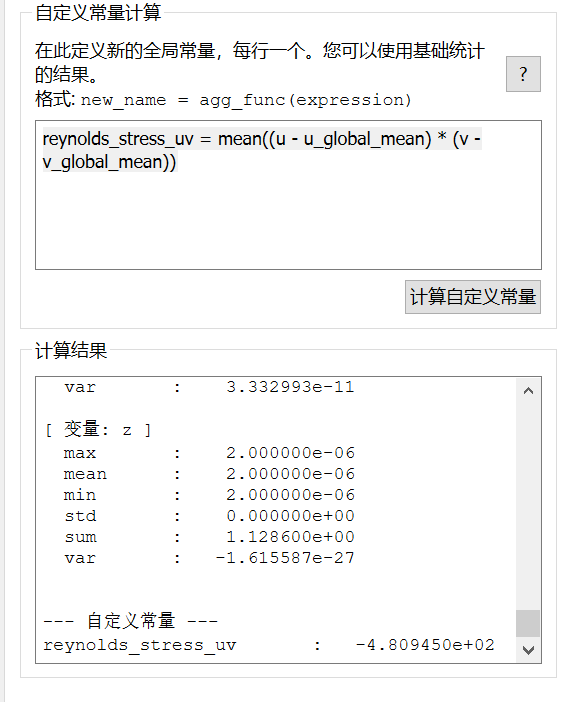 自定义常量计算
在此定义新的全局常量，每行一个。您可以使用基础统计
的结果。
格式: new_name = agg_func(expression)
?
reynolds_stress_uv = mean((u - u_global_mean) * (v -
v_global_mean))
计算自定义常量
计算结果
var : 3.332993e-11
[ 变量: z ]
max : 2.000000e-06
mean : 2.000000e-06
min : 2.000000e-06
std : 0.000000e+00
sum : 1.128600e+00
var : -1.615587e-27
--- 自定义常量 ---
reynolds_stress_uv : -4.809450e+02